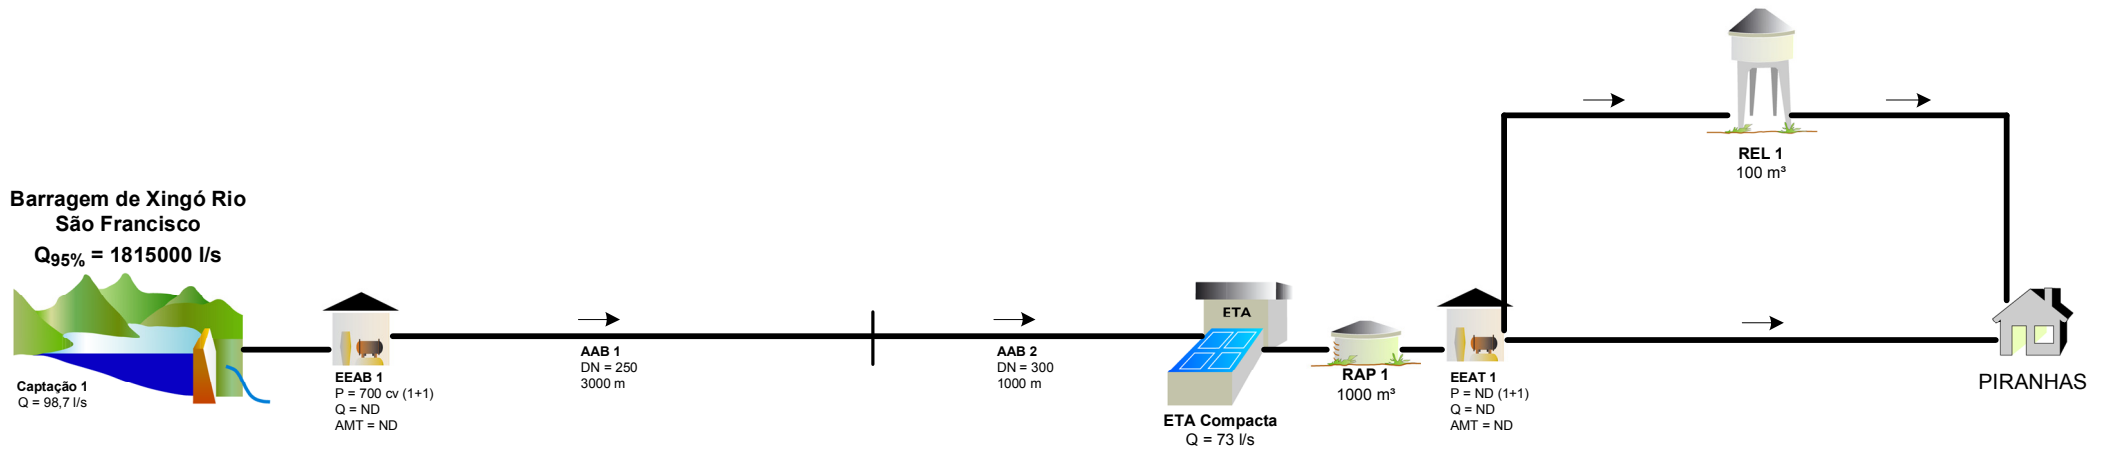 Barragem de Xingó Rio
São Francisco
Q95% = 1815000 l/s
Captação 1
Q = 98,7 l/s
EEAB 1
P = 700 cv (1+1)
Q = ND
AMT = ND
AAB 1
DN = 250
3000 m
AAB 2
DN = 300
1000 m
ETA
ETA Compacta
Q = 73 l/s
RAP 1
1000 m³
EEAT 1
P = ND (1+1)
Q = ND
AMT = ND
REL 1
100 m³
PIRANHAS